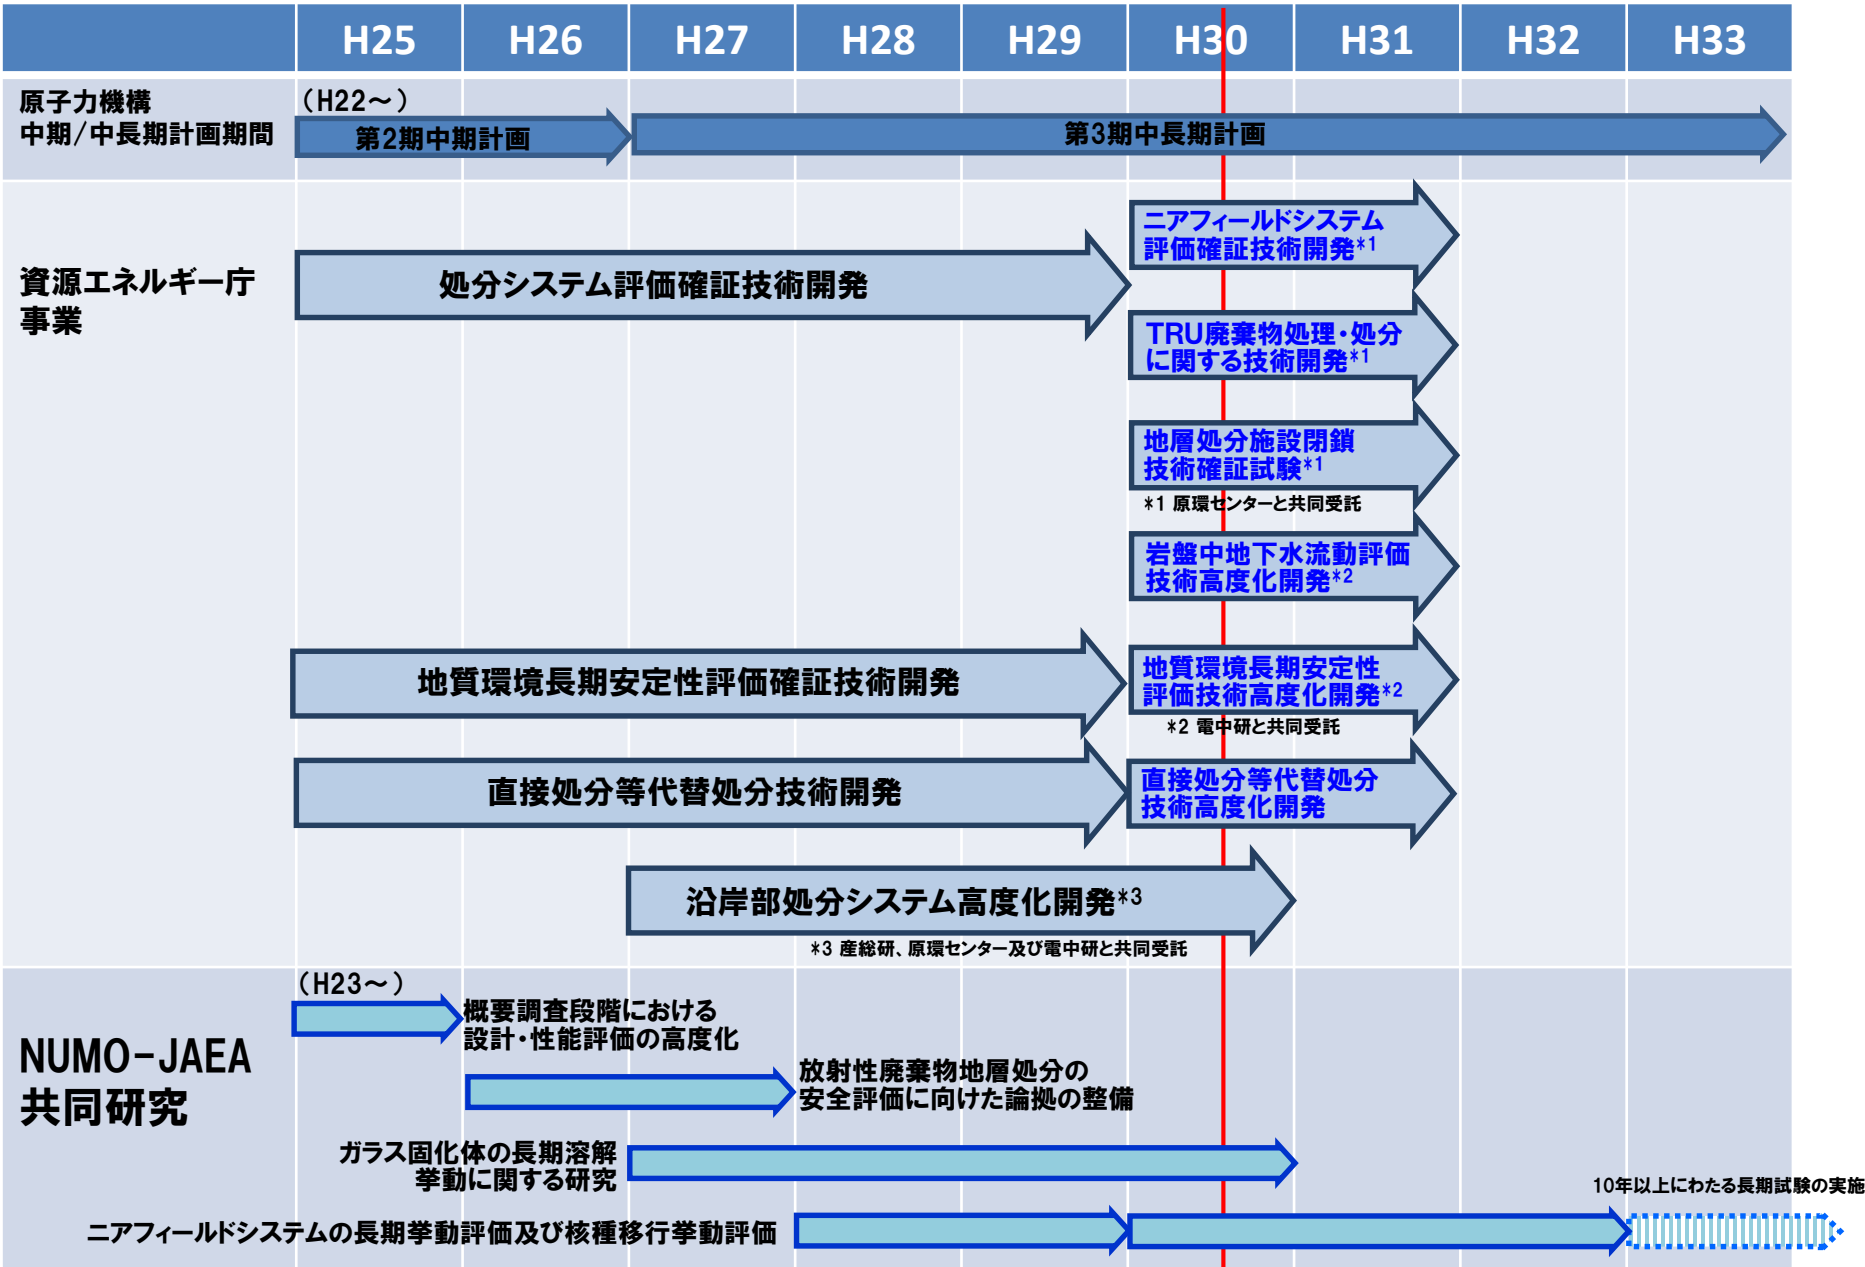 H25 H26 H27 H28 H29 H30 H31 H32 H33
原子力機構
中期/中長期計画期間
（H22～）
第2期中期計画
第3期中長期計画
資源エネルギー庁
事業
処分システム評価確証技術開発
ニアフィールドシステム
評価確証技術開発*1
TRU廃棄物処理・処分
に関する技術開発*1
地層処分施設閉鎖
技術確証試験*1
*1 原環センターと共同受託
岩盤中地下水流動評価
技術高度化開発*2
地質環境長期安定性評価確証技術開発
地質環境長期安定性
評価技術高度化開発*2
*2 電中研と共同受託
直接処分等代替処分技術開発
直接処分等代替処分
技術高度化開発
沿岸部処分システム高度化開発*3
*3 産総研、原環センター及び電中研と共同受託
NUMO-JAEA
共同研究
（H23～）
概要調査段階における
設計・性能評価の高度化
放射性廃棄物地層処分の
安全評価に向けた論拠の整備
ガラス固化体の長期溶解
挙動に関する研究
10年以上にわたる長期試験の実施
ニアフィールドシステムの長期挙動評価及び核種移行挙動評価